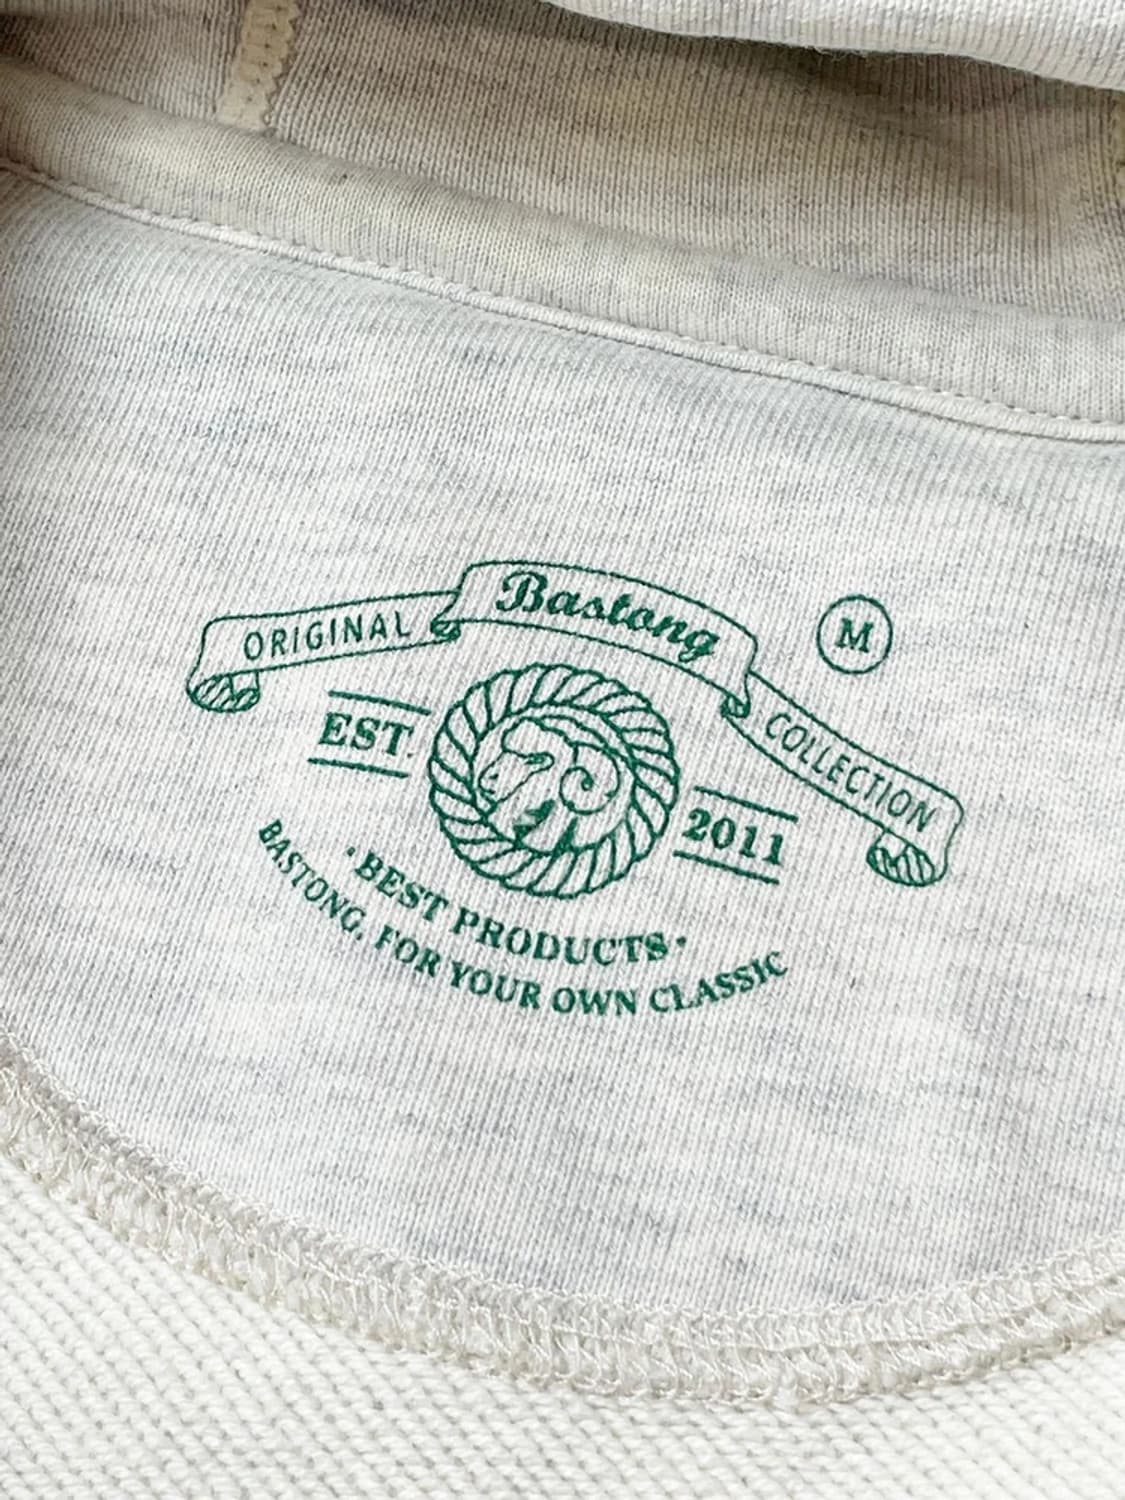 ORIGINAL Bastong COLLECTION
M
EST. 2011
· BEST PRODUCTS ·
BASTONG, FOR YOUR OWN CLASSIC